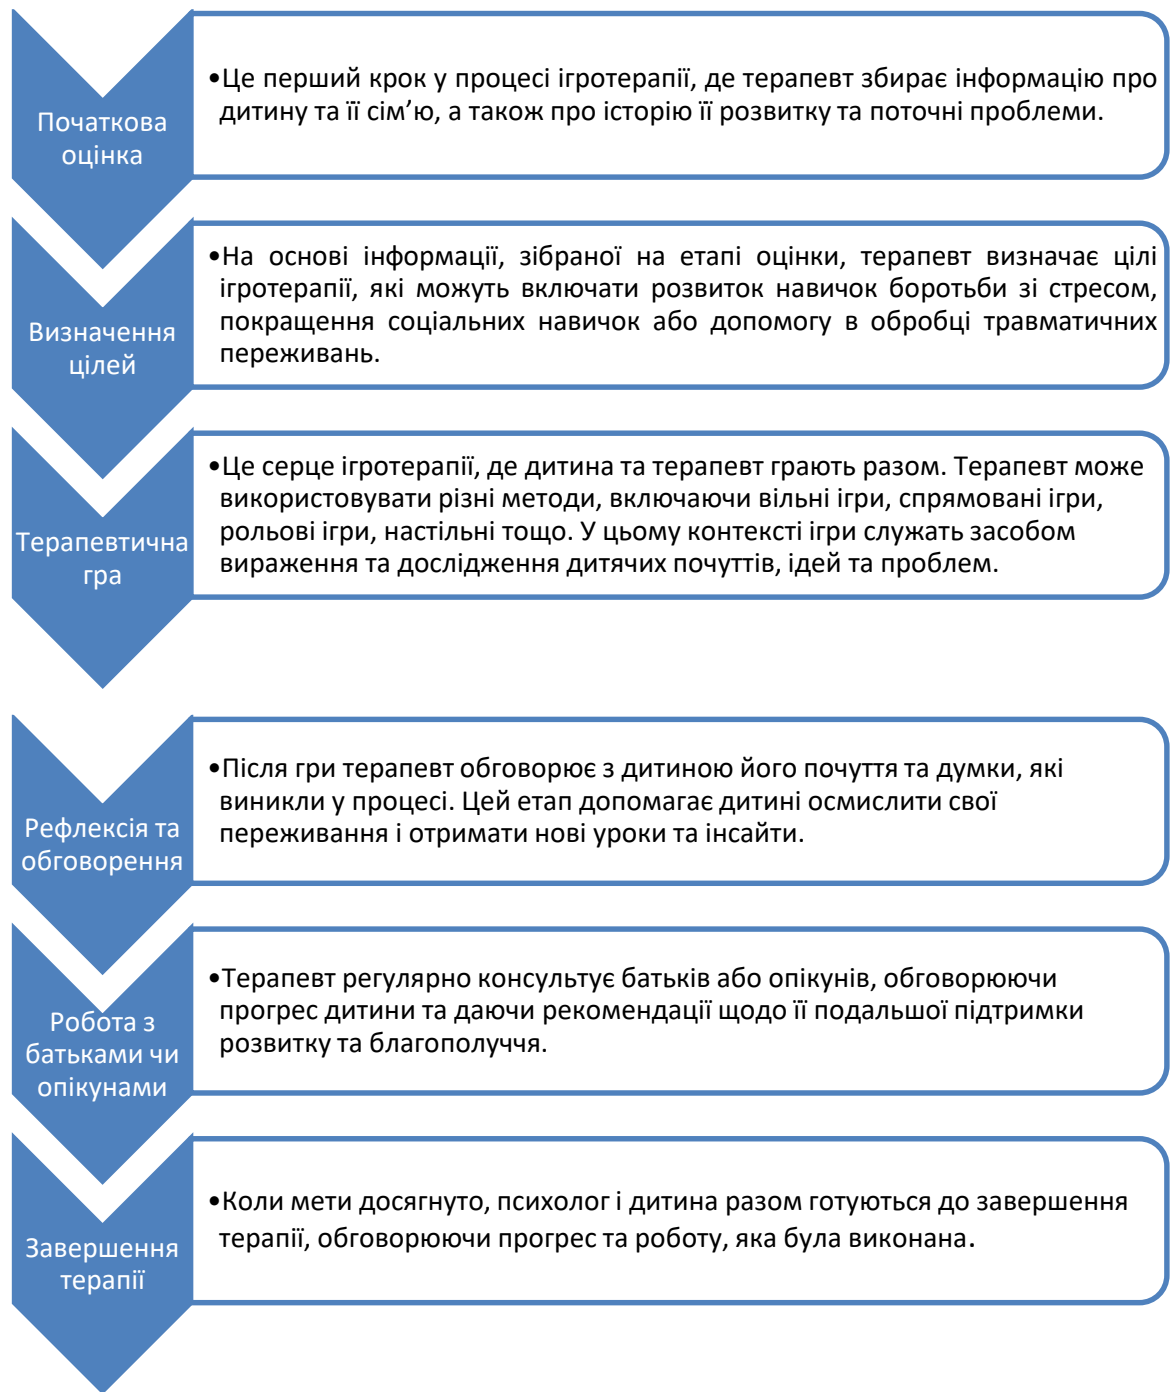 Початкова
оцінка
•Це перший крок у процесі ігротерапії, де терапевт збирає інформацію про
дитину та її сім’ю, а також про історію її розвитку та поточні проблеми.
Визначення
цілей
•На основі інформації, зібраної на етапі оцінки, терапевт визначає цілі
ігротерапії, які можуть включати розвиток навичок боротьби зі стресом,
покращення соціальних навичок або допомогу в обробці травматичних
переживань.
Терапевтична
гра
•Це серце ігротерапії, де дитина та терапевт грають разом. Терапевт може
використовувати різні методи, включаючи вільні ігри, спрямовані ігри,
рольові ігри, настільні тощо. У цьому контексті ігри служать засобом
вираження та дослідження дитячих почуттів, ідей та проблем.
Рефлексія та
обговорення
•Після гри терапевт обговорює з дитиною його почуття та думки, які
виникли у процесі. Цей етап допомагає дитині осмислити свої
переживання і отримати нові уроки та інсайти.
Робота з
батьками чи
опікунами
•Терапевт регулярно консультує батьків або опікунів, обговорюючи
прогрес дитини та даючи рекомендації щодо її подальшої підтримки
розвитку та благополуччя.
Завершення
терапії
•Коли мети досягнуто, психолог і дитина разом готуються до завершення
терапії, обговорюючи прогрес та роботу, яка була виконана.